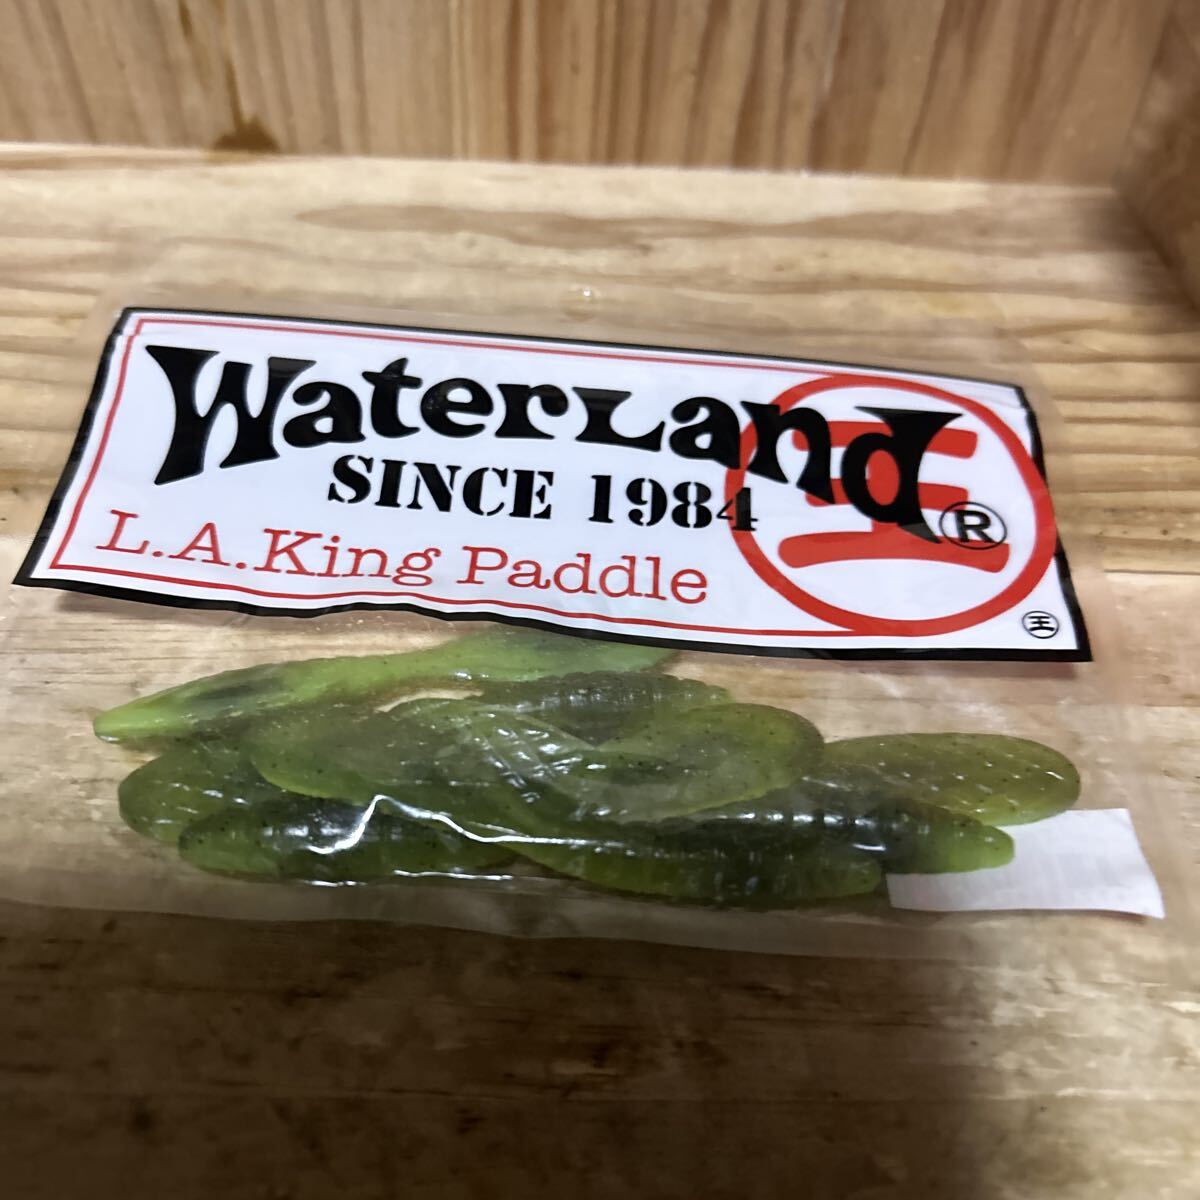 WaterLand
SINCE 1984
王
®
L.A.King Paddle
王